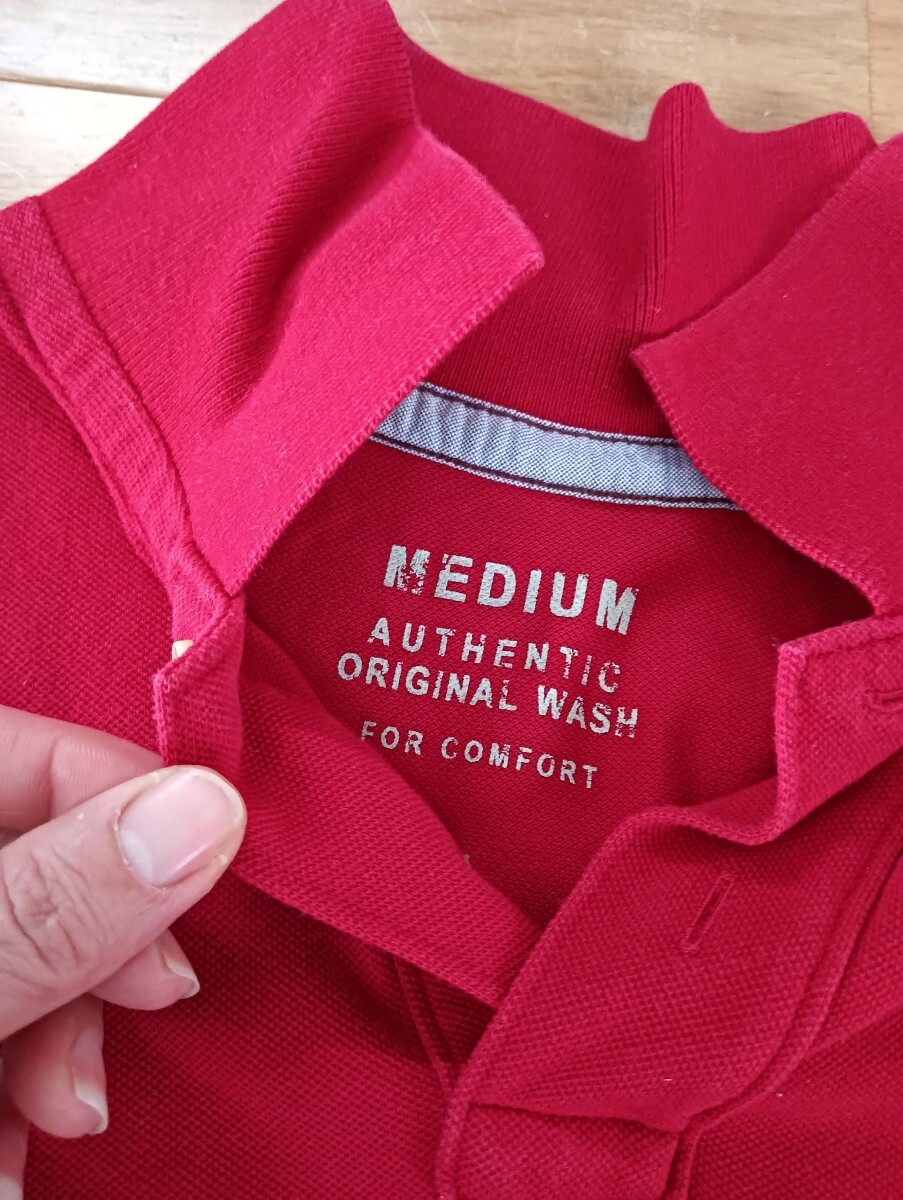 MEDIUM
AUTHENTIC
ORIGINAL WASH
FOR COMFORT